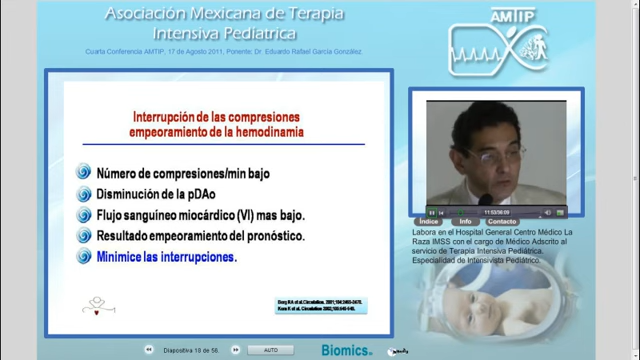 Asociación Mexicana de Terapia
Intensiva Pediatrica
Cuarta Conferencia AMTIP, 17 de Agosto 2011, Ponente: Dr. Eduardo Rafael García González.
AMTIP
Interrupción de las compresiones
empeoramiento de la hemodinamia
Número de compresiones/min bajo
Disminución de la pDAo
Flujo sanguíneo miocárdico (VI) mas bajo.
Resultado empeoramiento del pronóstico.
Minimice las interrupciones.
Índice Info Contacto
Labora en el Hospital General Centro Médico La
Raza IMSS con el cargo de Médico Adscrito al
servicio de Terapia Intensiva Pediátrica.
Especialidad de Intensivista Pediátrico.
Diapositiva 18 de 56
AUTO
Biomics